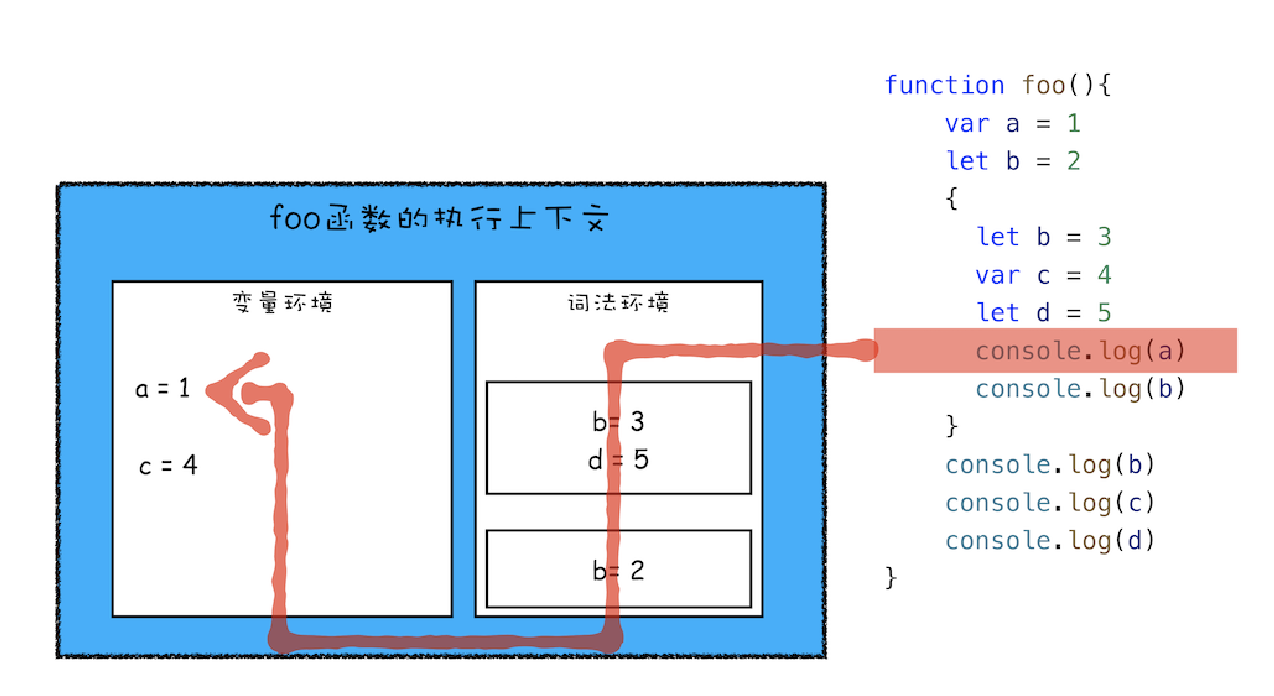 foo函数的执行上下文
变量环境
a = 1
c = 4
词法环境
b= 3
d = 5
b= 2
function foo(){
    var a = 1
    let b = 2
    {
      let b = 3
      var c = 4
      let d = 5
      console.log(a)
      console.log(b)
    }
    console.log(b)
    console.log(c)
    console.log(d)
}